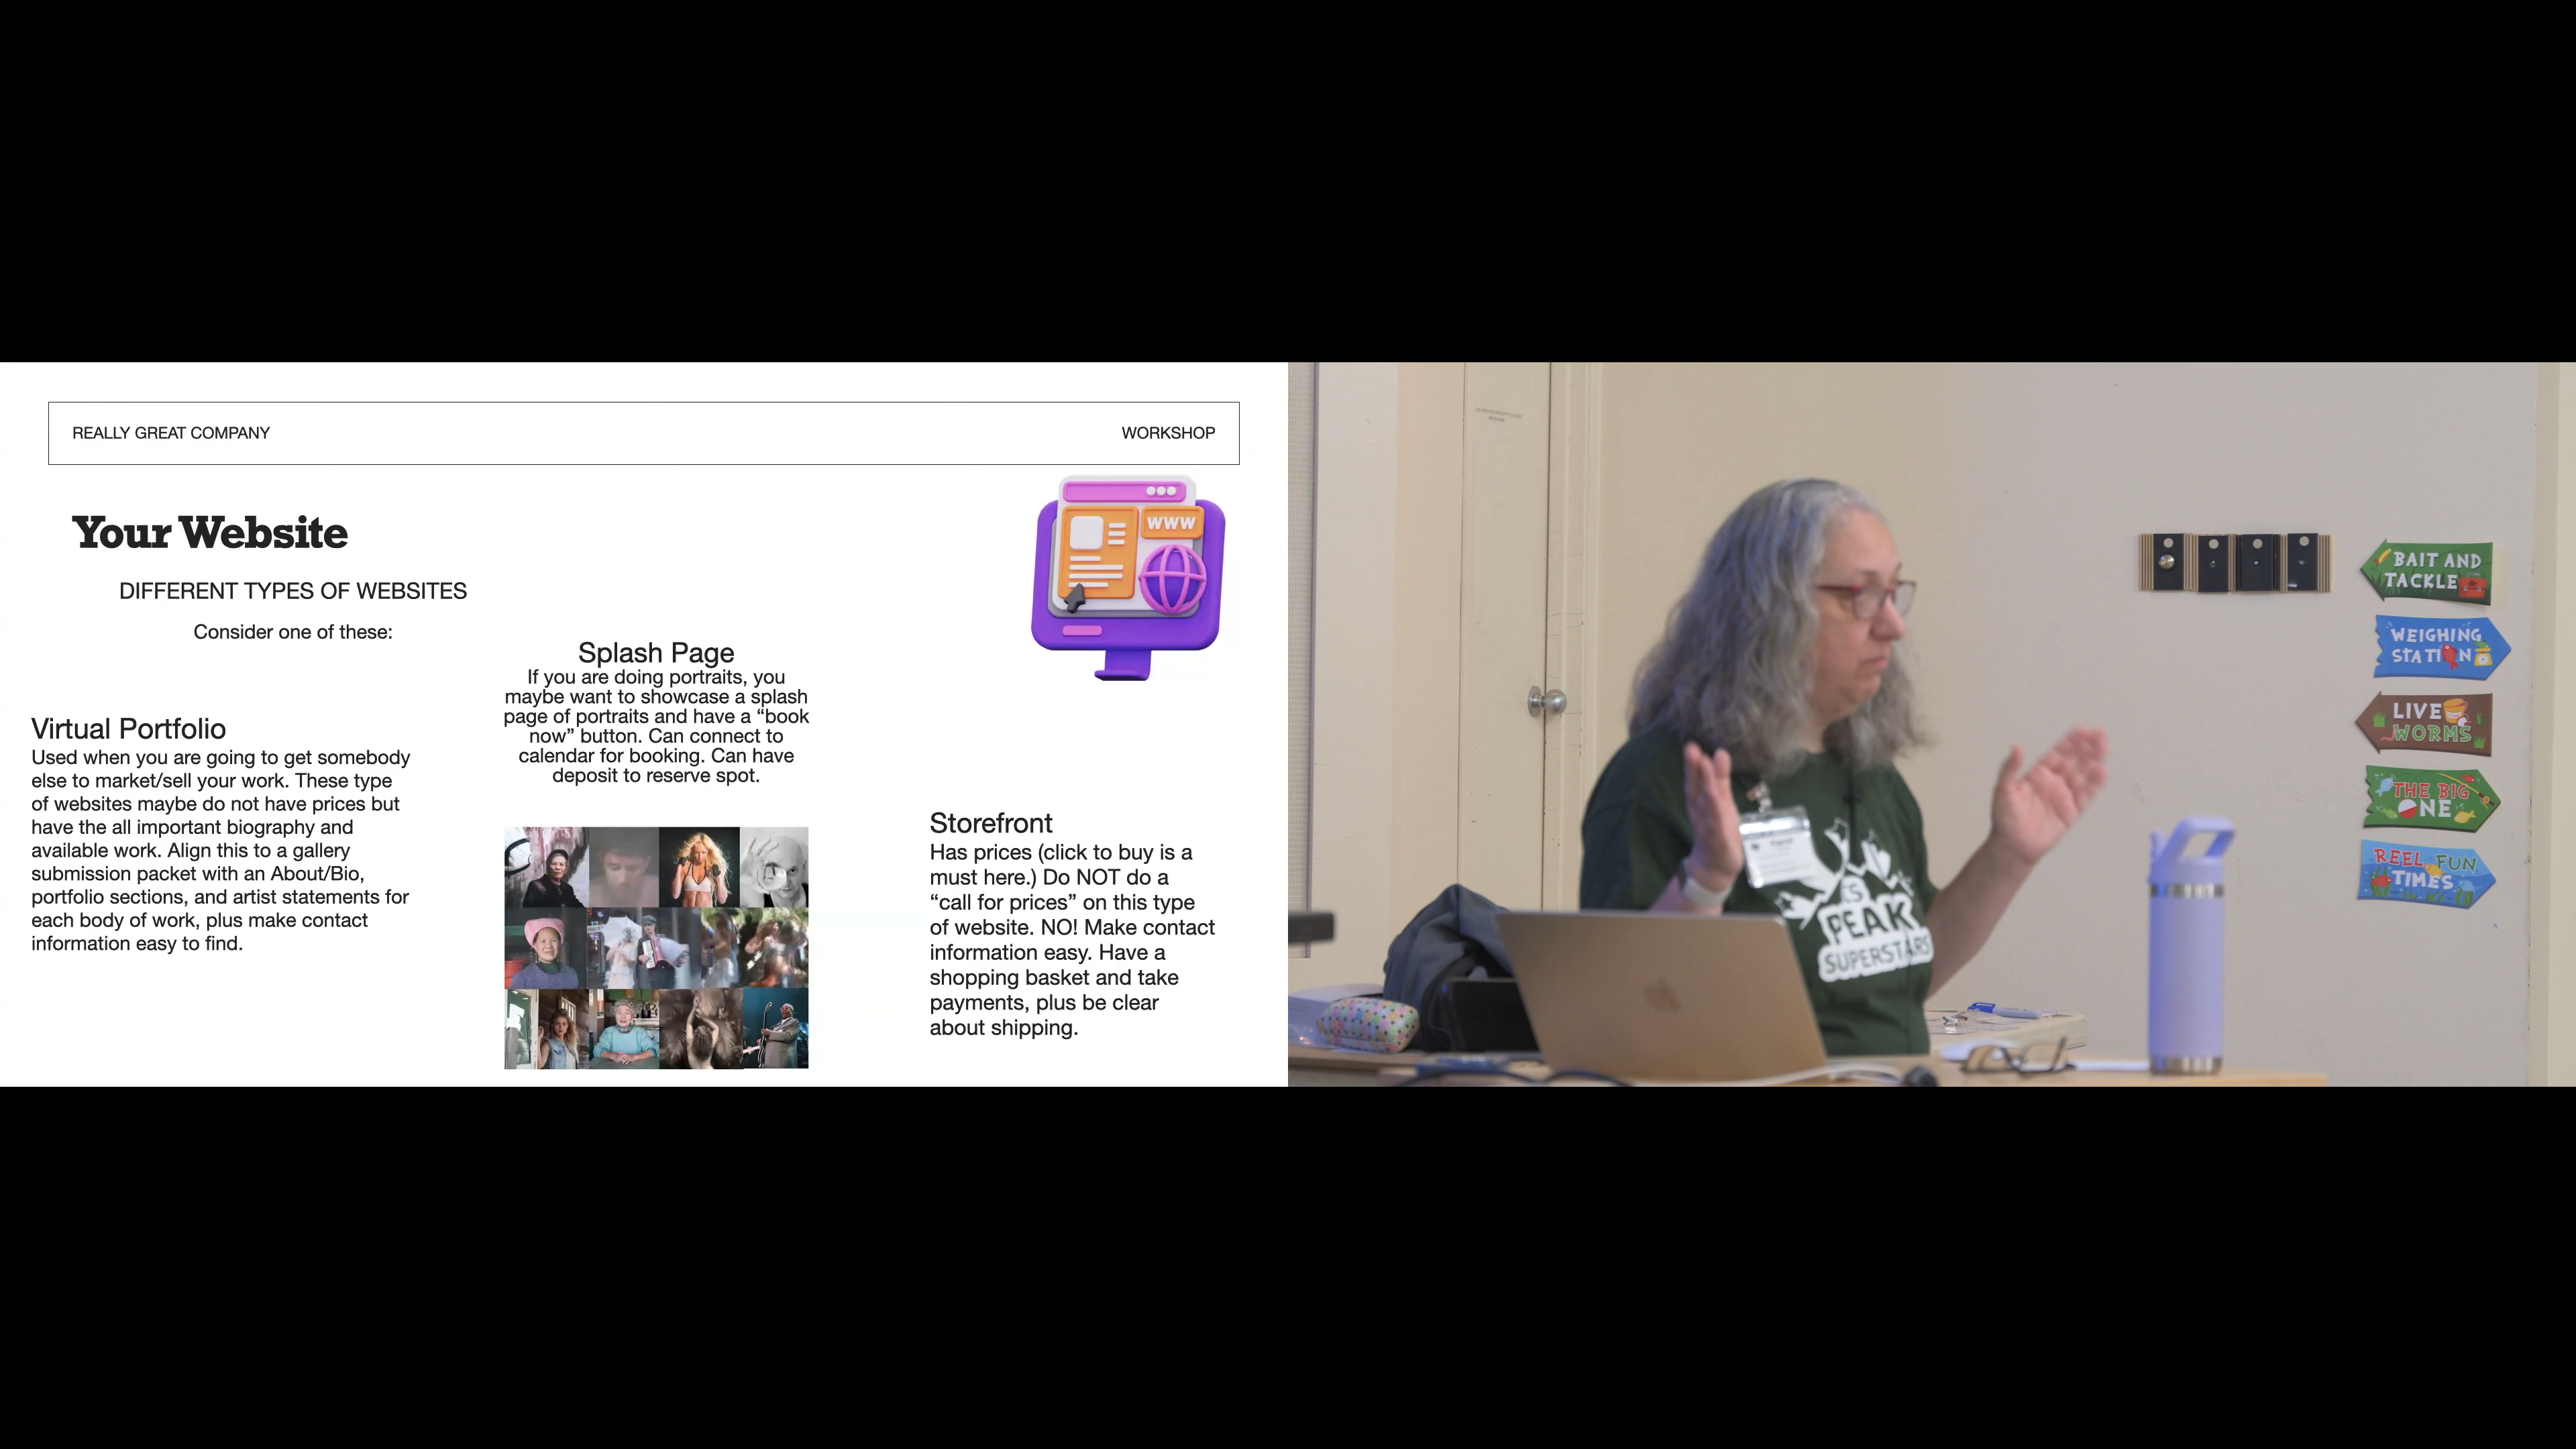 REALLY GREAT COMPANY
WORKSHOP
Your Website
DIFFERENT TYPES OF WEBSITES
Consider one of these:
Virtual Portfolio
Used when you are going to get somebody
else to market/sell your work. These type
of websites maybe do not have prices but
have the all important biography and
available work. Align this to a gallery
submission packet with an About/Bio,
portfolio sections, and artist statements for
each body of work, plus make contact
information easy to find.
Splash Page
If you are doing portraits, you
maybe want to showcase a splash
page of portraits and have a “book
now” button. Can connect to
calendar for booking. Can have
deposit to reserve spot.
WWW
Storefront
Has prices (click to buy is a
must here.) Do NOT do a
“call for prices” on this type
of website. NO! Make contact
information easy. Have a
shopping basket and take
payments, plus be clear
about shipping.
PEAK
SUPERSTARS
BAIT AND
TACKLE
WEIGHING
STATION
LIVE
WORMS
THE BIG
ONE
REEL FUN
TIMES